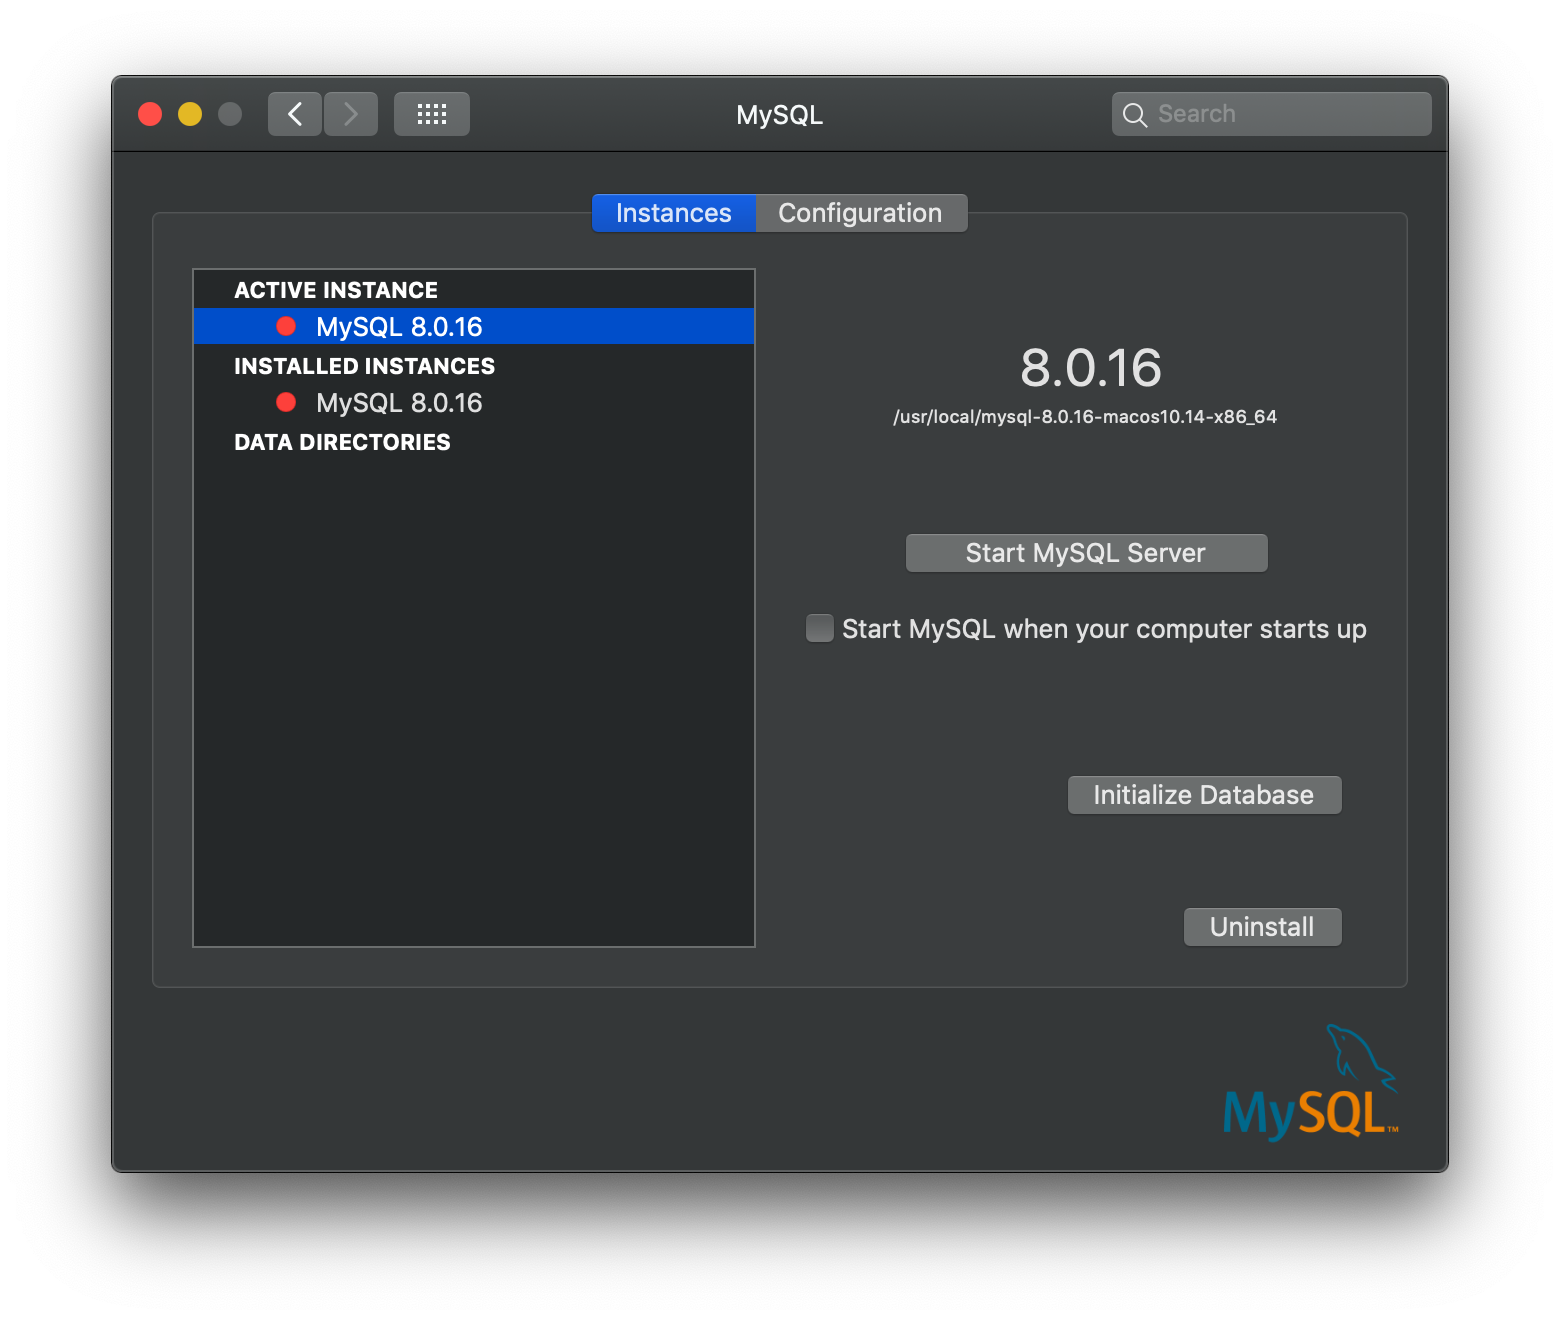 MySQL
Search
Instances
Configuration
ACTIVE INSTANCE
MySQL 8.0.16
INSTALLED INSTANCES
MySQL 8.0.16
DATA DIRECTORIES
8.0.16
/usr/local/mysql-8.0.16-macos10.14-x86_64
Start MySQL Server
Start MySQL when your computer starts up
Initialize Database
Uninstall
MySQL™